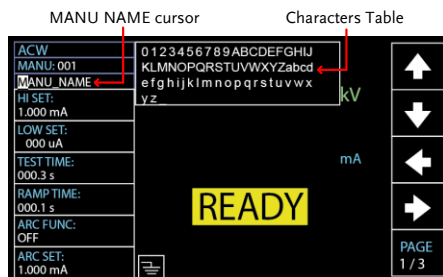 MANU NAME cursor
Characters Table
ACW
MANU: 001
MANU_NAME
HI SET:
1.000 mA
LOW SET:
000 uA
TEST TIME:
000.3 s
RAMP TIME:
000.1 s
ARC FUNC:
OFF
ARC SET:
1.000 mA
0123456789ABCDEFGHIJ
KLMNOPQRSTUVWXYZabcd
efghijklmnopqrstuvwx
yz_
kV
mA
READY
PAGE
1 / 3